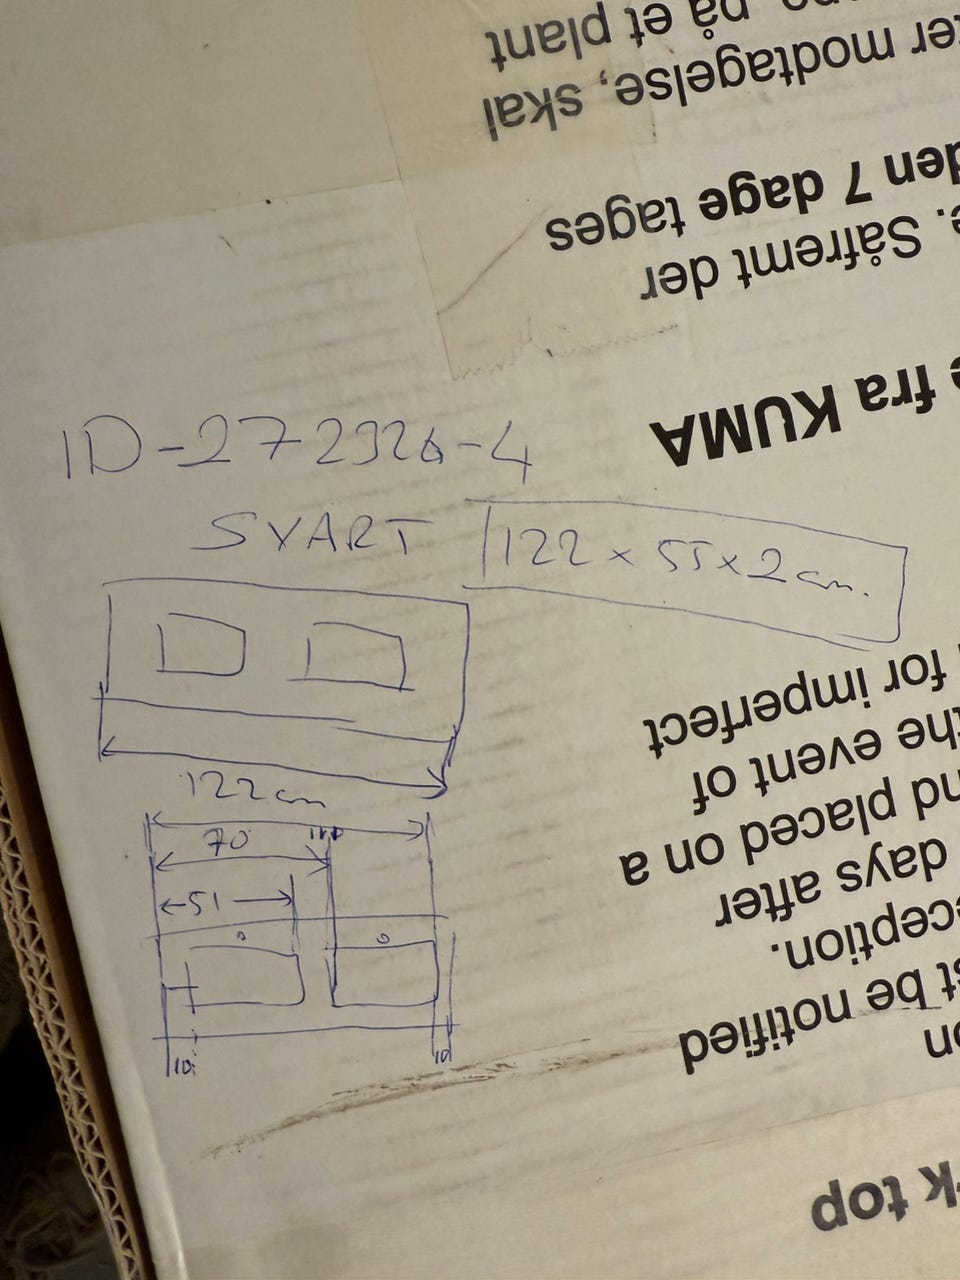 ID-272926-4
SVART
122 x 55 x 2 cm.
122 cm
70
51
10
10
rk top
on
st be notified
ception.
days after
nd placed on a
the event of
for imperfect
e fra KUMA
e. Såfremt der
den 7 dage tages
ter modtagelse, skal
på et plant